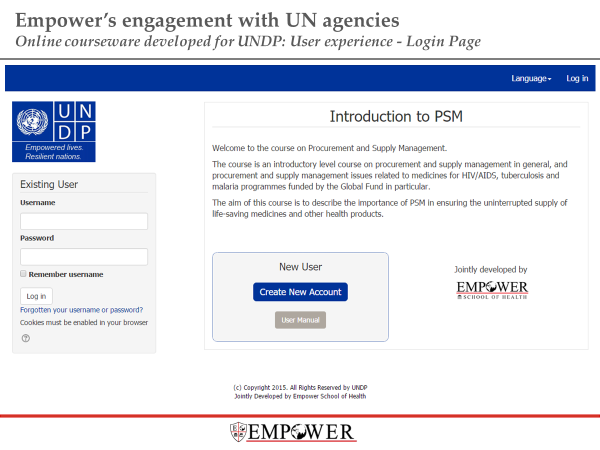 Empower's engagement with UN agencies
Online courseware developed for UNDP: User experience - Login Page
Language
Log in
U N
D P
Empowered lives.
Resilient nations.
Existing User
Username
Password
Remember username
Log in
Forgotten your username or password?
Cookies must be enabled in your browser
Introduction to PSM
Welcome to the course on Procurement and Supply Management.
The course is an introductory level course on procurement and supply management in general, and
procurement and supply management issues related to medicines for HIV/AIDS, tuberculosis and
malaria programmes funded by the Global Fund in particular.
The aim of this course is to describe the importance of PSM in ensuring the uninterrupted supply of
life-saving medicines and other health products.
New User
Create New Account
User Manual
Jointly developed by
EMPOWER
SCHOOL OF HEALTH
(c) Copyright 2015. All Rights Reserved by UNDP
Jointly Developed by Empower School of Health
EMPOWER